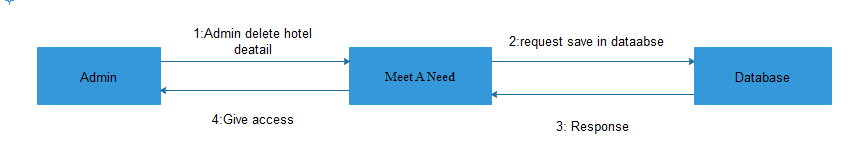 1:Admin delete hotel
deatail
2:request save in dataabse
Admin
Meet A Need
Database
4:Give access
3: Response